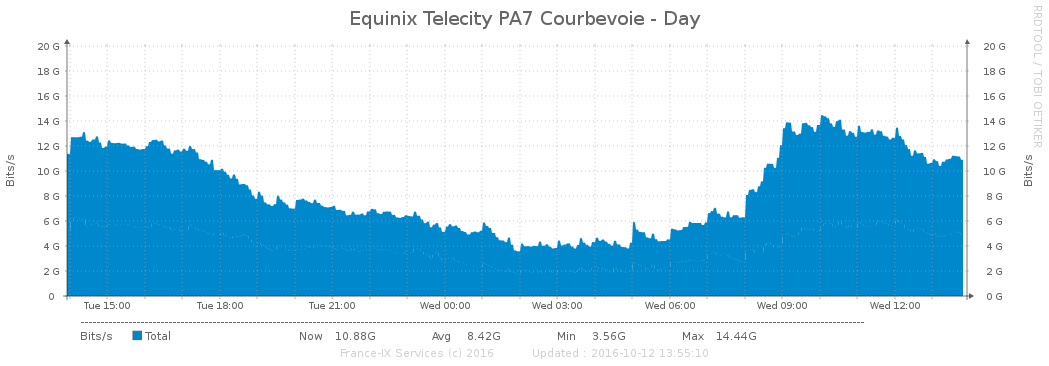 Equinix Telecity PA7 Courbevoie - Day
RRDTOOL / TOBI OETIKER
Bits/s
20 G
18 G
16 G
14 G
12 G
10 G
8 G
6 G
4 G
2 G
0
20 G
18 G
16 G
14 G
12 G
10 G
8 G
6 G
4 G
2 G
0 G
Bits/s
Tue 15:00 Tue 18:00 Tue 21:00 Wed 00:00 Wed 03:00 Wed 06:00 Wed 09:00 Wed 12:00
Bits/s Total Now 10.88G Avg 8.42G Min 3.56G Max 14.44G
France-IX Services (c) 2016 Updated : 2016-10-12 13:55:10